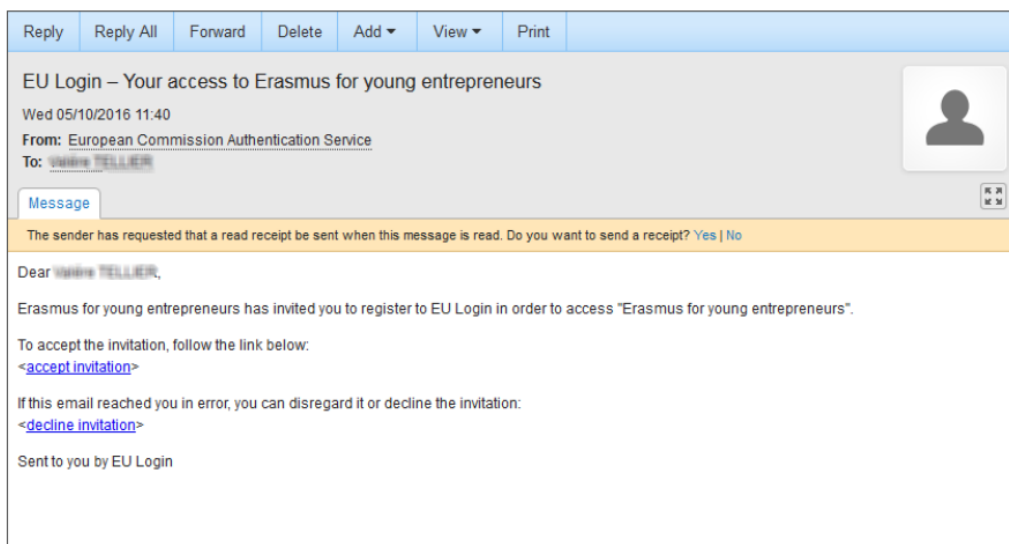 Reply Reply All Forward Delete Add View Print
EU Login – Your access to Erasmus for young entrepreneurs
Wed 05/10/2016 11:40
From: European Commission Authentication Service
To:
Message
The sender has requested that a read receipt be sent when this message is read. Do you want to send a receipt? Yes | No
Dear
Erasmus for young entrepreneurs has invited you to register to EU Login in order to access "Erasmus for young entrepreneurs".
To accept the invitation, follow the link below:
<accept invitation>
If this email reached you in error, you can disregard it or decline the invitation:
<decline invitation>
Sent to you by EU Login